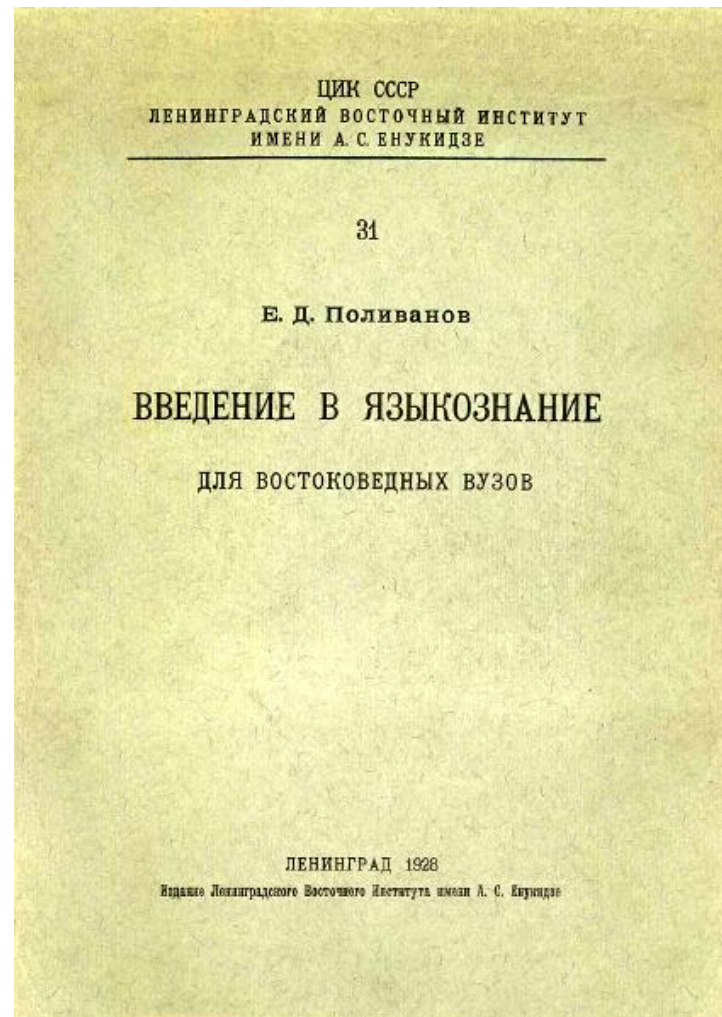 ЦИК СССР
ЛЕНИНГРАДСКИЙ ВОСТОЧНЫЙ ИНСТИТУТ
ИМЕНИ А. С. ЕНУКИДЗЕ
31
Е. Д. Поливанов
ВВЕДЕНИЕ В ЯЗЫКОЗНАНИЕ
ДЛЯ ВОСТОКОВЕДНЫХ ВУЗОВ
ЛЕНИНГРАД 1928
Издание Ленинградского Восточного Института имени А. С. Енукидзе